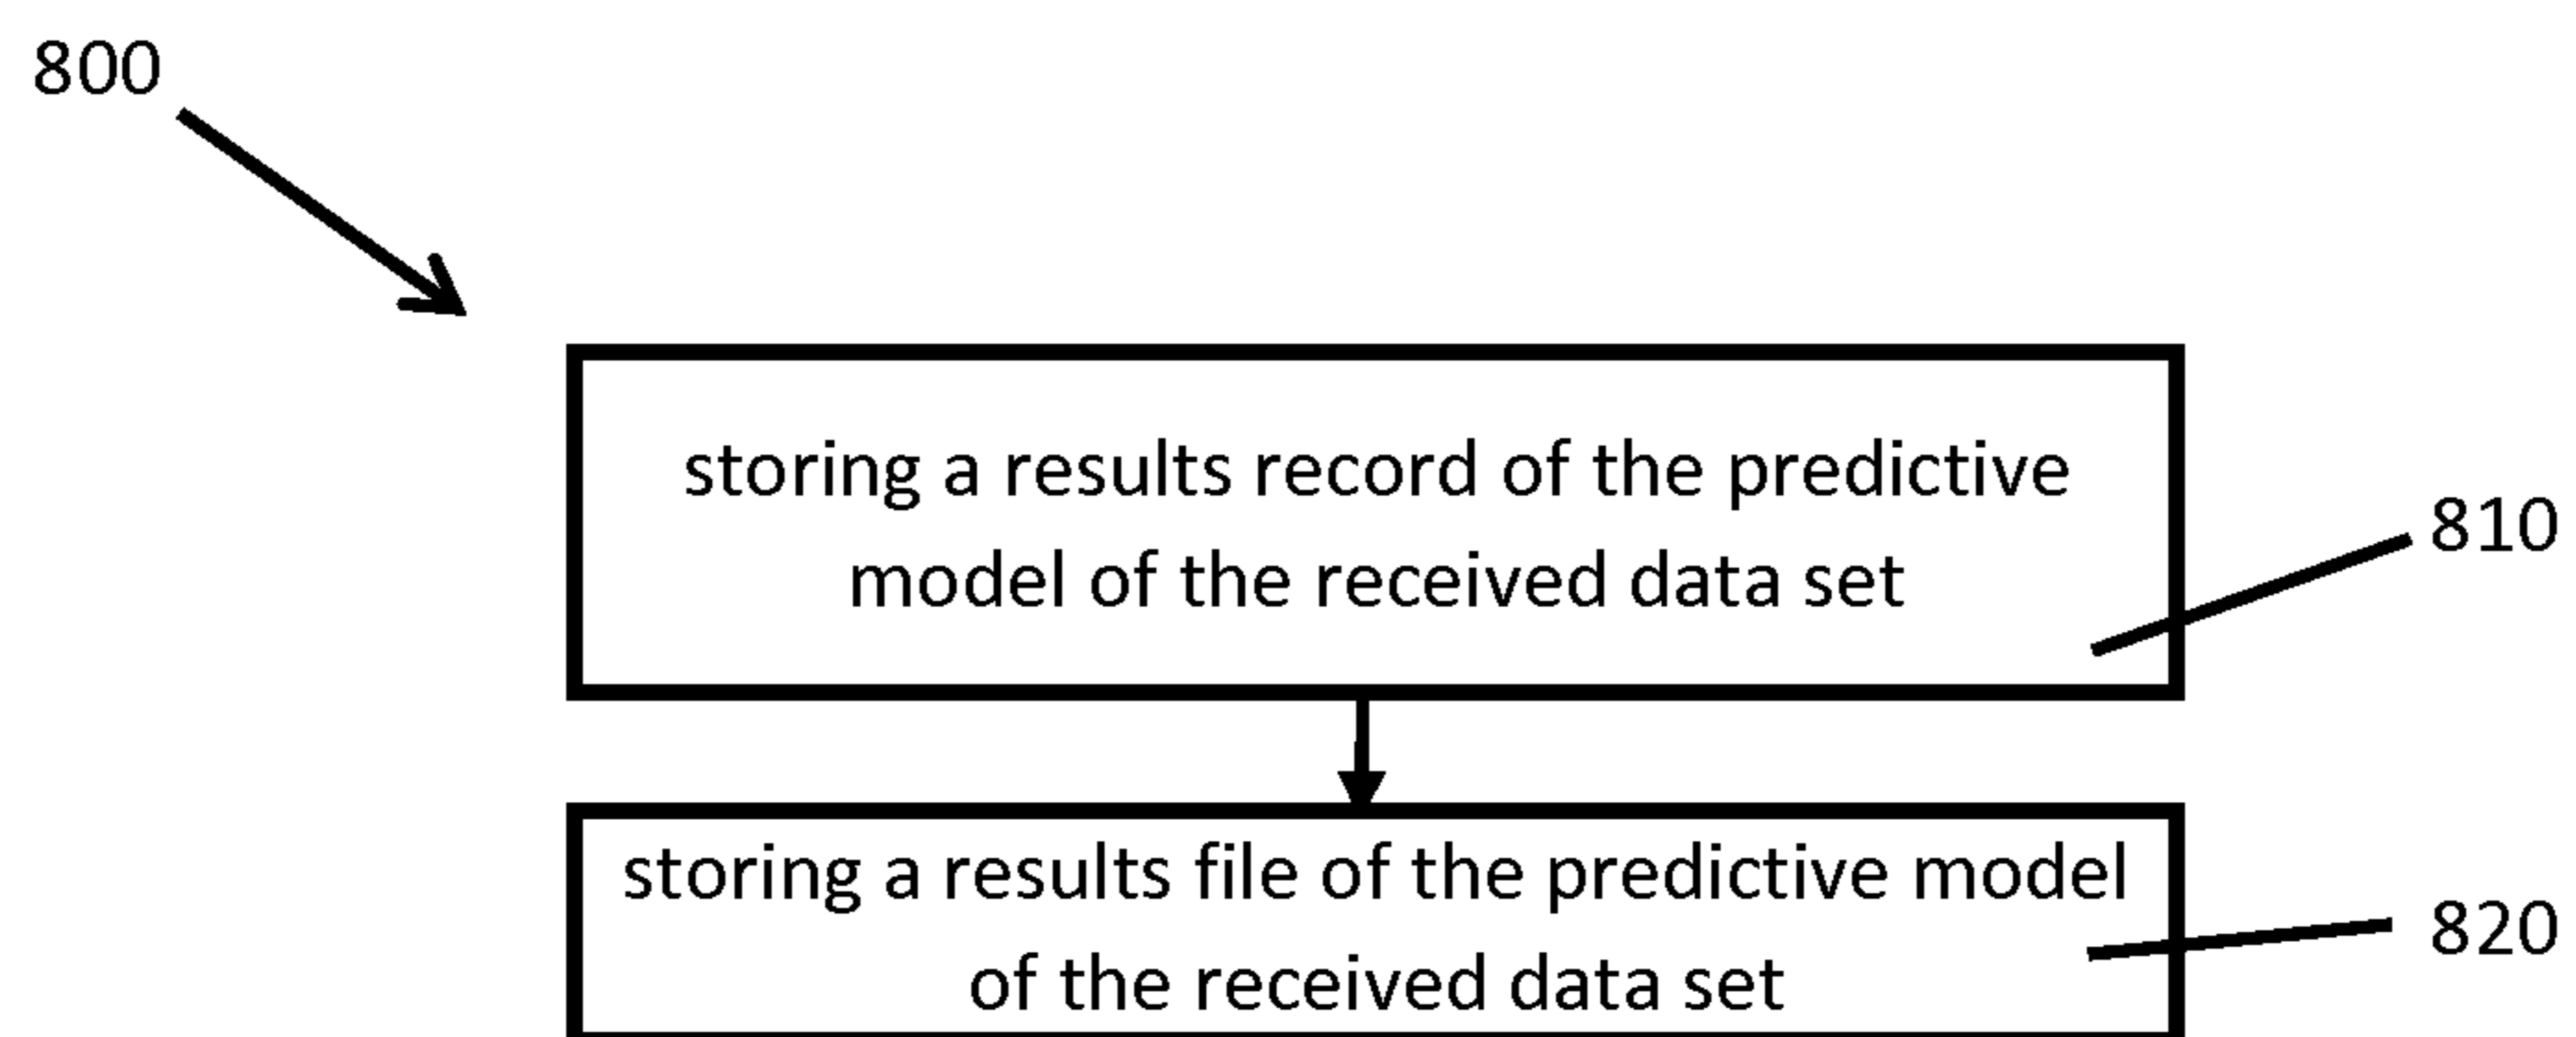 800
storing a results record of the predictive
model of the received data set
810
storing a results file of the predictive model
of the received data set
820